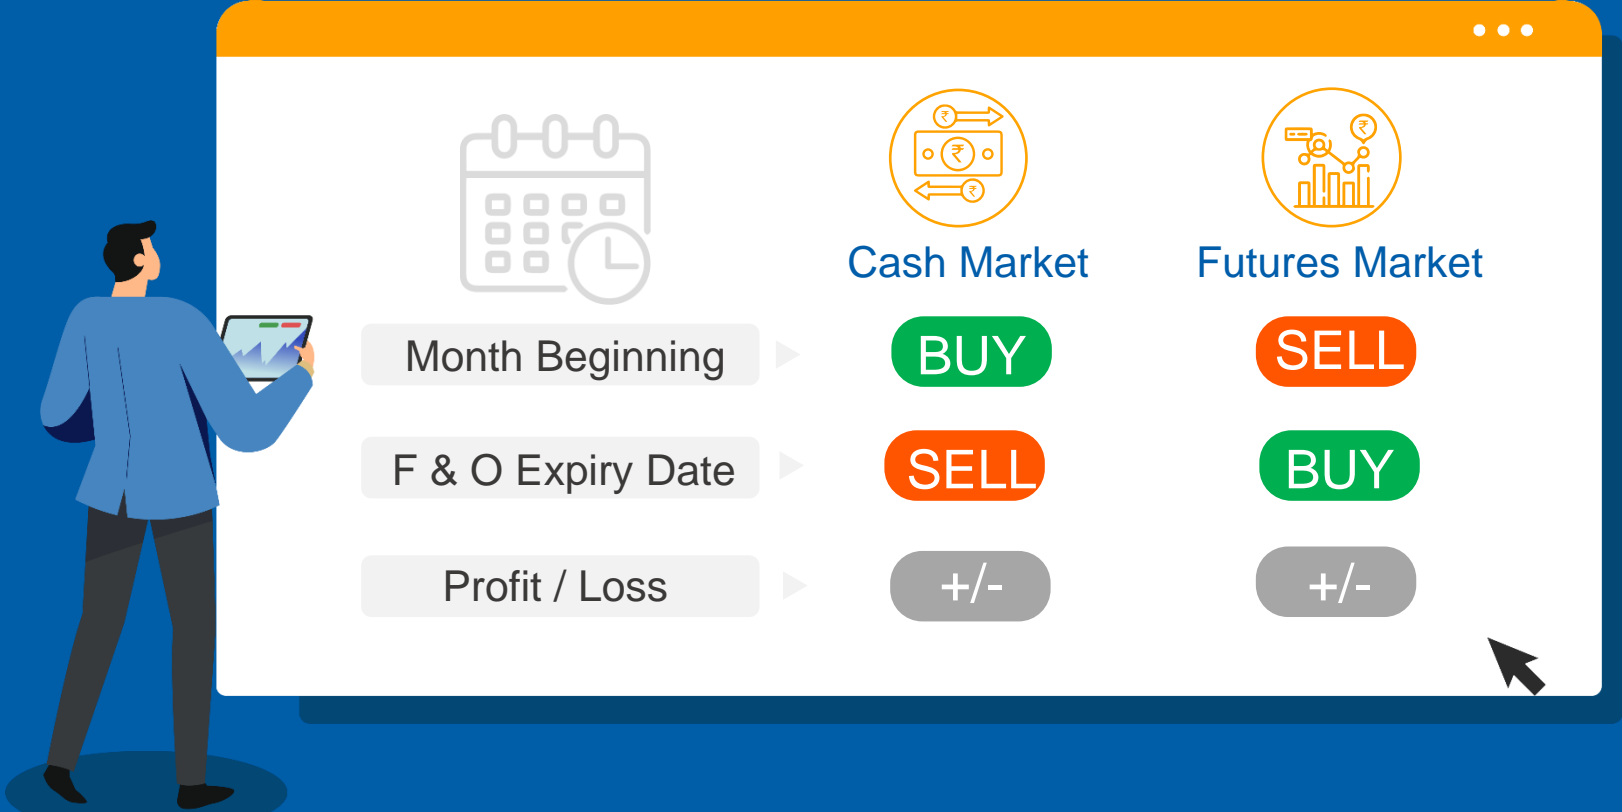 Cash Market
Futures Market
Month Beginning
BUY
SELL
F & O Expiry Date
SELL
BUY
Profit / Loss
+/-
+/-